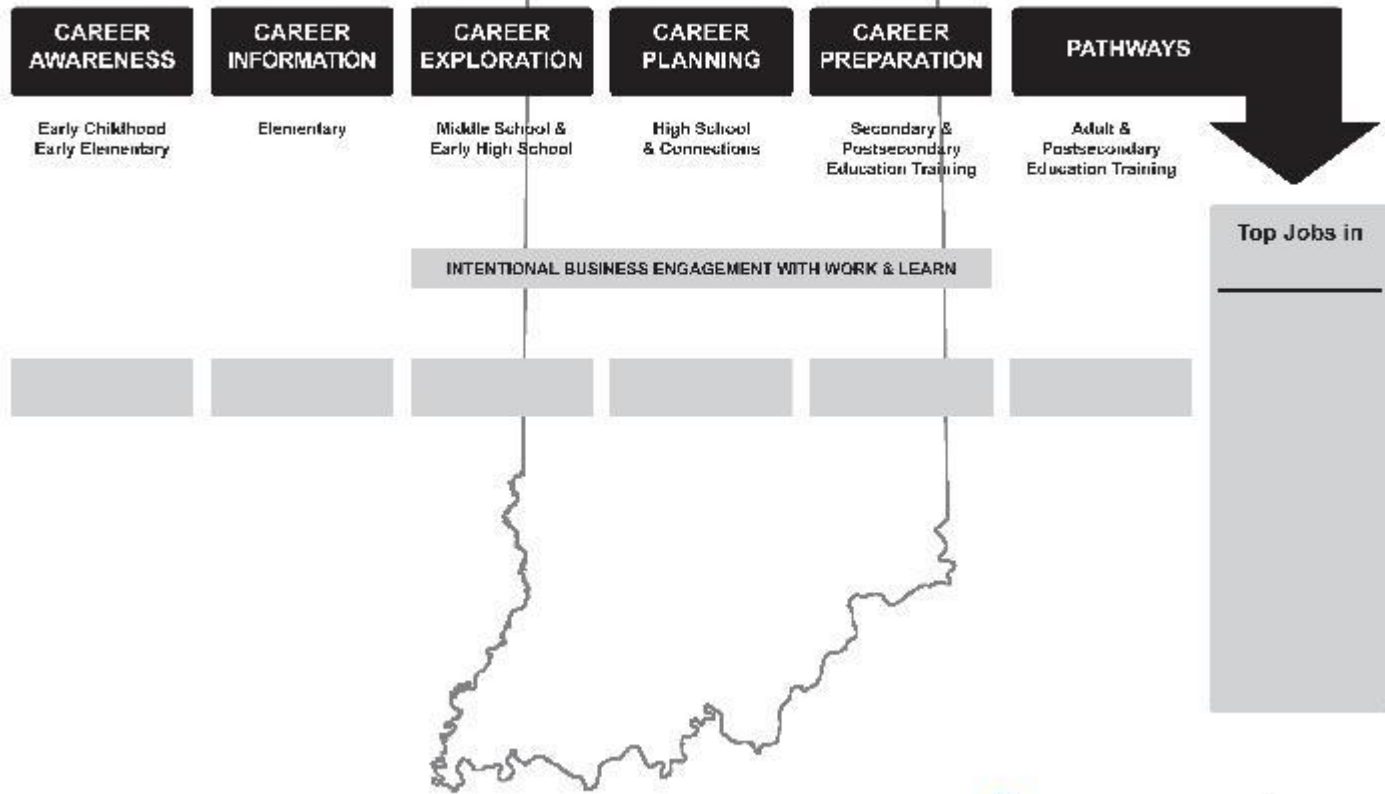 CAREER
AWARENESS
CAREER
INFORMATION
CAREER
EXPLORATION
CAREER
PLANNING
CAREER
PREPARATION
PATHWAYS
Early Childhood
Early Elementary
Elementary
Middle School &
Early High School
High School
& Connections
Secondary &
Postsecondary
Education Training
Adult &
Postsecondary
Education Training
Top Jobs in
INTENTIONAL BUSINESS ENGAGEMENT WITH WORK & LEARN